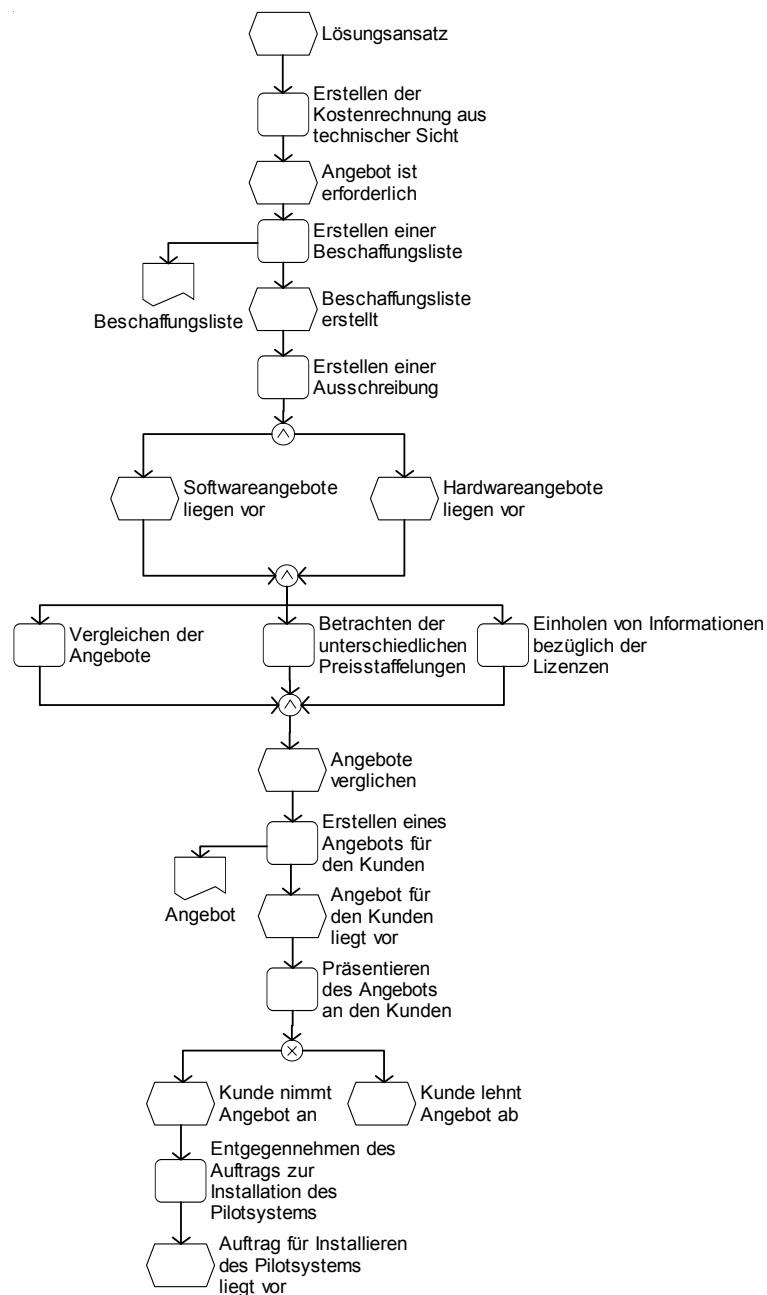 Lösungsansatz
Erstellen der
Kostenrechnung aus
technischer Sicht
Angebot ist
erforderlich
Erstellen einer
Beschaffungsliste
Beschaffungsliste
Beschaffungsliste
erstellt
Erstellen einer
Ausschreibung
Softwareangebote
liegen vor
Hardwareangebote
liegen vor
Vergleichen der
Angebote
Betrachten der
unterschiedlichen
Preisstaffelungen
Einholen von Informationen
bezüglich der
Lizenzen
Angebote
verglichen
Erstellen eines
Angebots für
den Kunden
Angebot
Angebot für
den Kunden
liegt vor
Präsentieren
des Angebots
an den Kunden
Kunde nimmt
Angebot an
Kunde lehnt
Angebot ab
Entgegennehmen des
Auftrags zur
Installation des
Pilotsystems
Auftrag für Installieren
des Pilotsystems
liegt vor